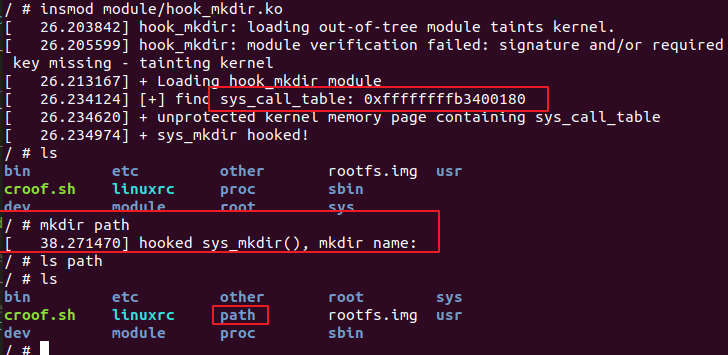 / # insmod module/hook_mkdir.ko
[   26.203842] hook_mkdir: loading out-of-tree module taints kernel.
[   26.205599] hook_mkdir: module verification failed: signature and/or required
 key missing - tainting kernel
[   26.213167] + Loading hook_mkdir module
[   26.234124] [+] find sys_call_table: 0xffffffffb3400180
[   26.234620] + unprotected kernel memory page containing sys_call_table
[   26.234974] + sys_mkdir hooked!
/ # ls
bin         etc         other       rootfs.img  usr
croof.sh    linuxrc     proc        sbin
dev         module      root        sys
/ # mkdir path
[   38.271470] hooked sys_mkdir(), mkdir name:
/ # ls path
/ # ls
bin         etc         other       root        sys
croof.sh    linuxrc     path        rootfs.img  usr
dev         module      proc        sbin
/ #